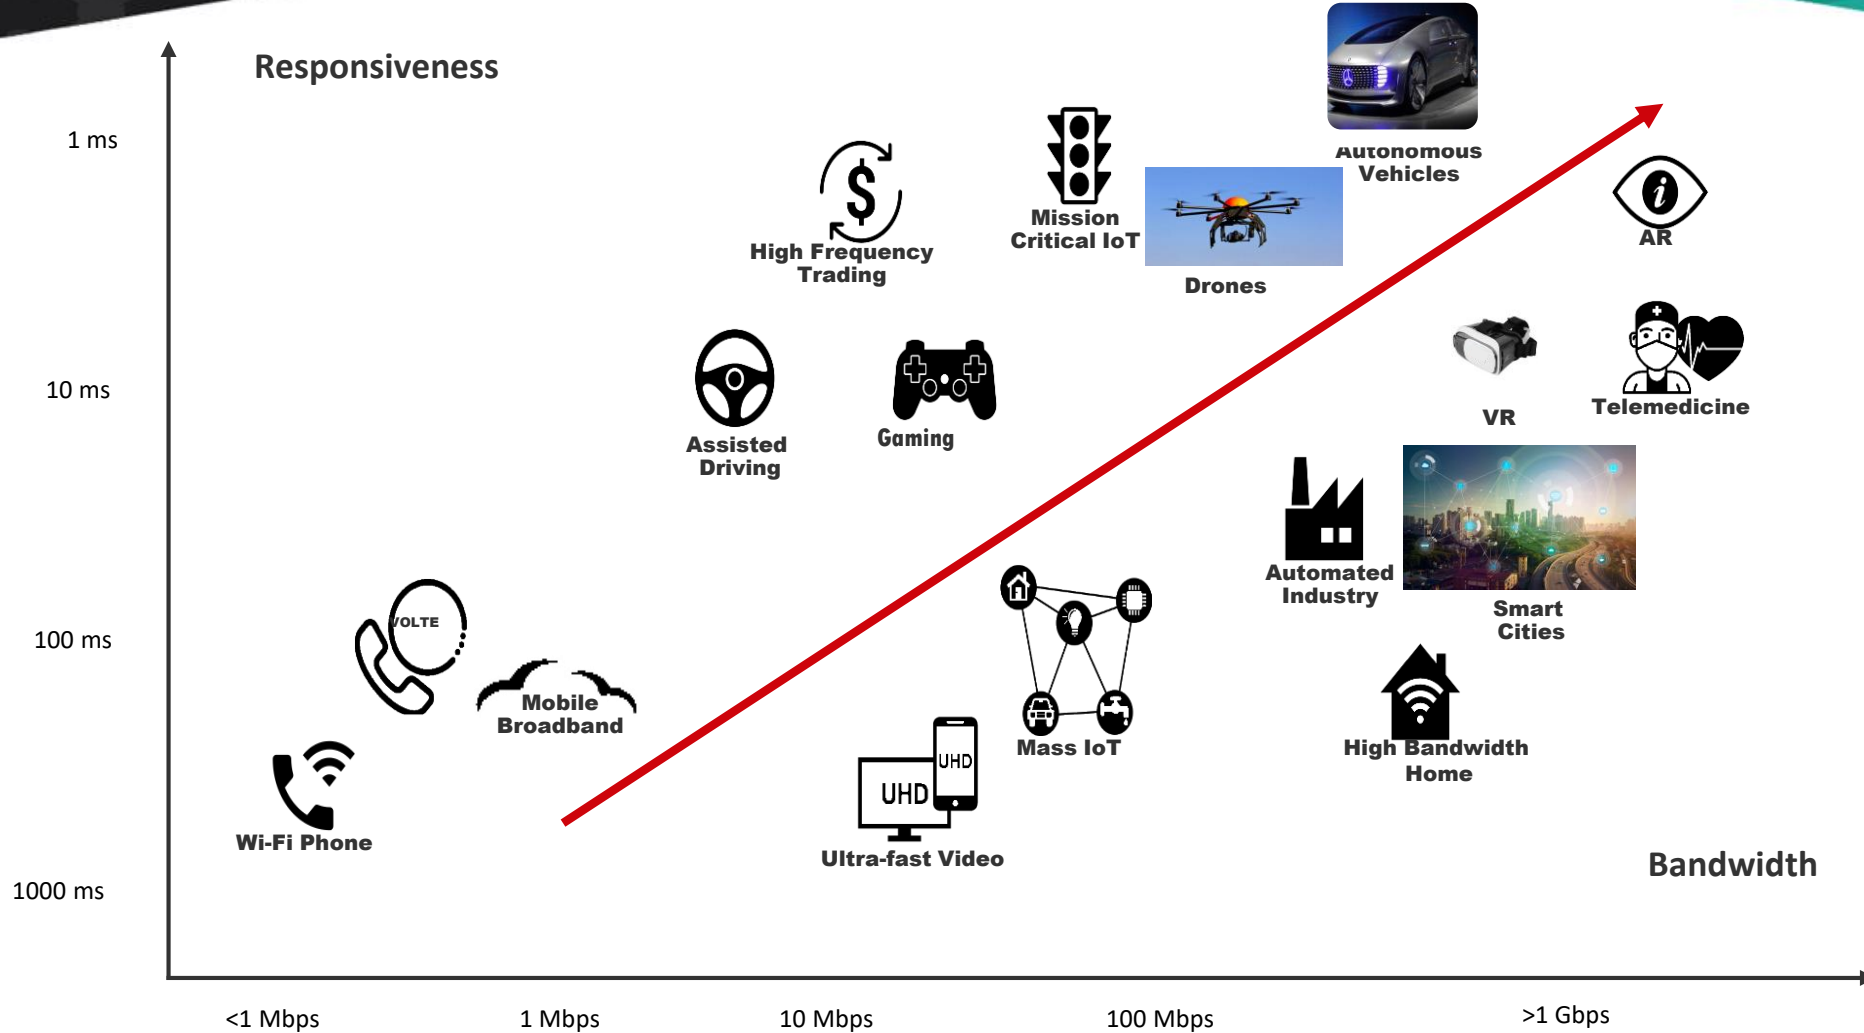 Responsiveness
1 ms
Autonomous
Vehicles
Mission
Critical IoT
AR
High Frequency
Trading
Drones
10 ms
VR
Telemedicine
Gaming
Assisted
Driving
Automated
Industry
Smart
Cities
100 ms
VOLTE
Mobile
Broadband
Mass IoT
High Bandwidth
Home
UHD
UHD
Wi-Fi Phone
Ultra-fast Video
Bandwidth
1000 ms
<1 Mbps
1 Mbps
10 Mbps
100 Mbps
>1 Gbps